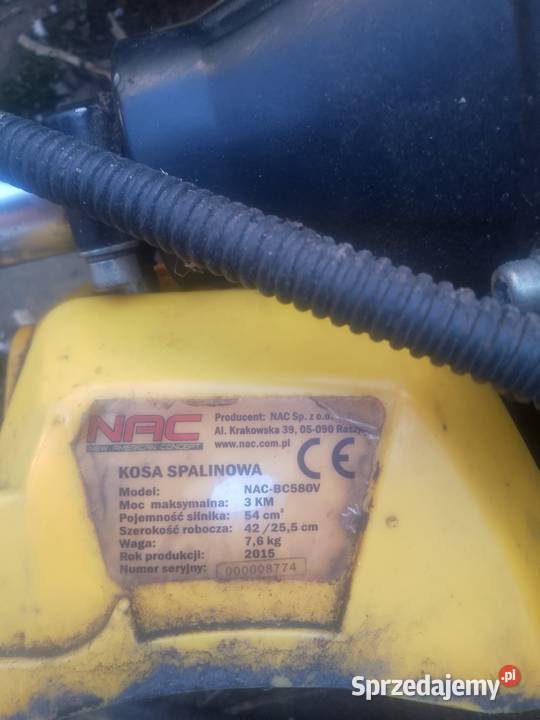 NAC
NEW AMERICAN CONCEPT
Producent: NAC Sp. z o.o.
Al. Krakowska 39, 05-090
www.nac.com.pl
CE
KOSA SPALINOWA
Model: NAC-BC580V
Moc maksymalna: 3 KM
Pojemność silnika: 54 cm³
Szerokość robocza: 42 / 25,5 cm
Waga: 7,6 kg
Rok produkcji: 2015
Numer seryjny: 000008774
Sprzedajemy.pl